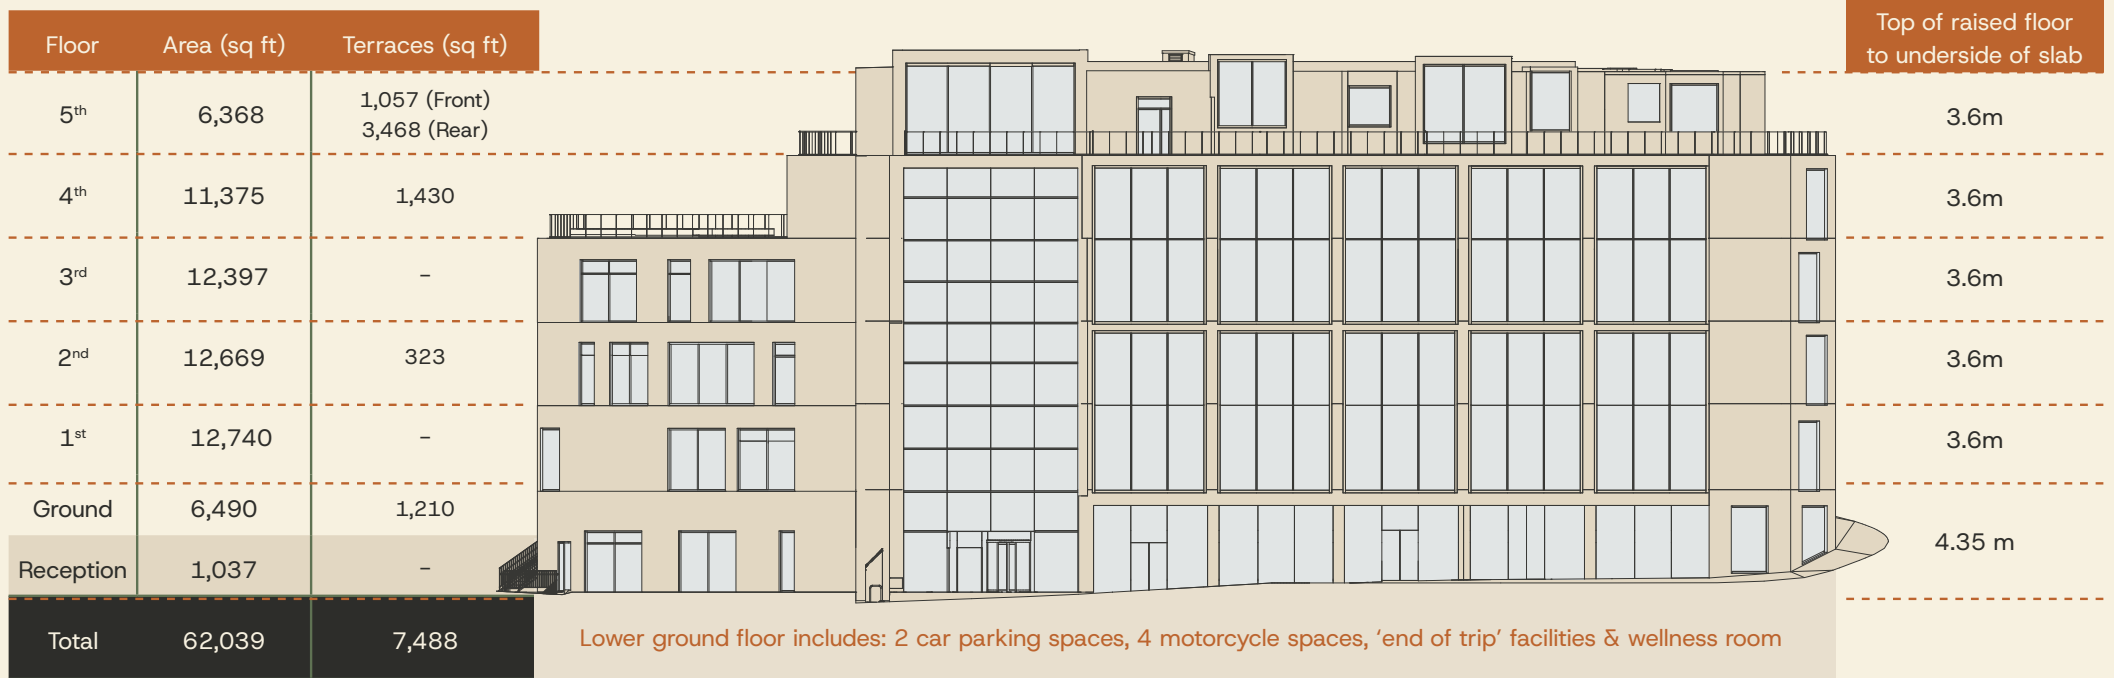 Floor Area (sq ft) Terraces (sq ft)
Top of raised floor
to underside of slab
5th 6,368 1,057 (Front)
3,468 (Rear) 3.6m
4th 11,375 1,430 3.6m
3rd 12,397 – 3.6m
2nd 12,669 323 3.6m
1st 12,740 – 3.6m
Ground 6,490 1,210
4.35 m
Reception 1,037 –
Total 62,039 7,488
Lower ground floor includes: 2 car parking spaces, 4 motorcycle spaces, ‘end of trip’ facilities & wellness room